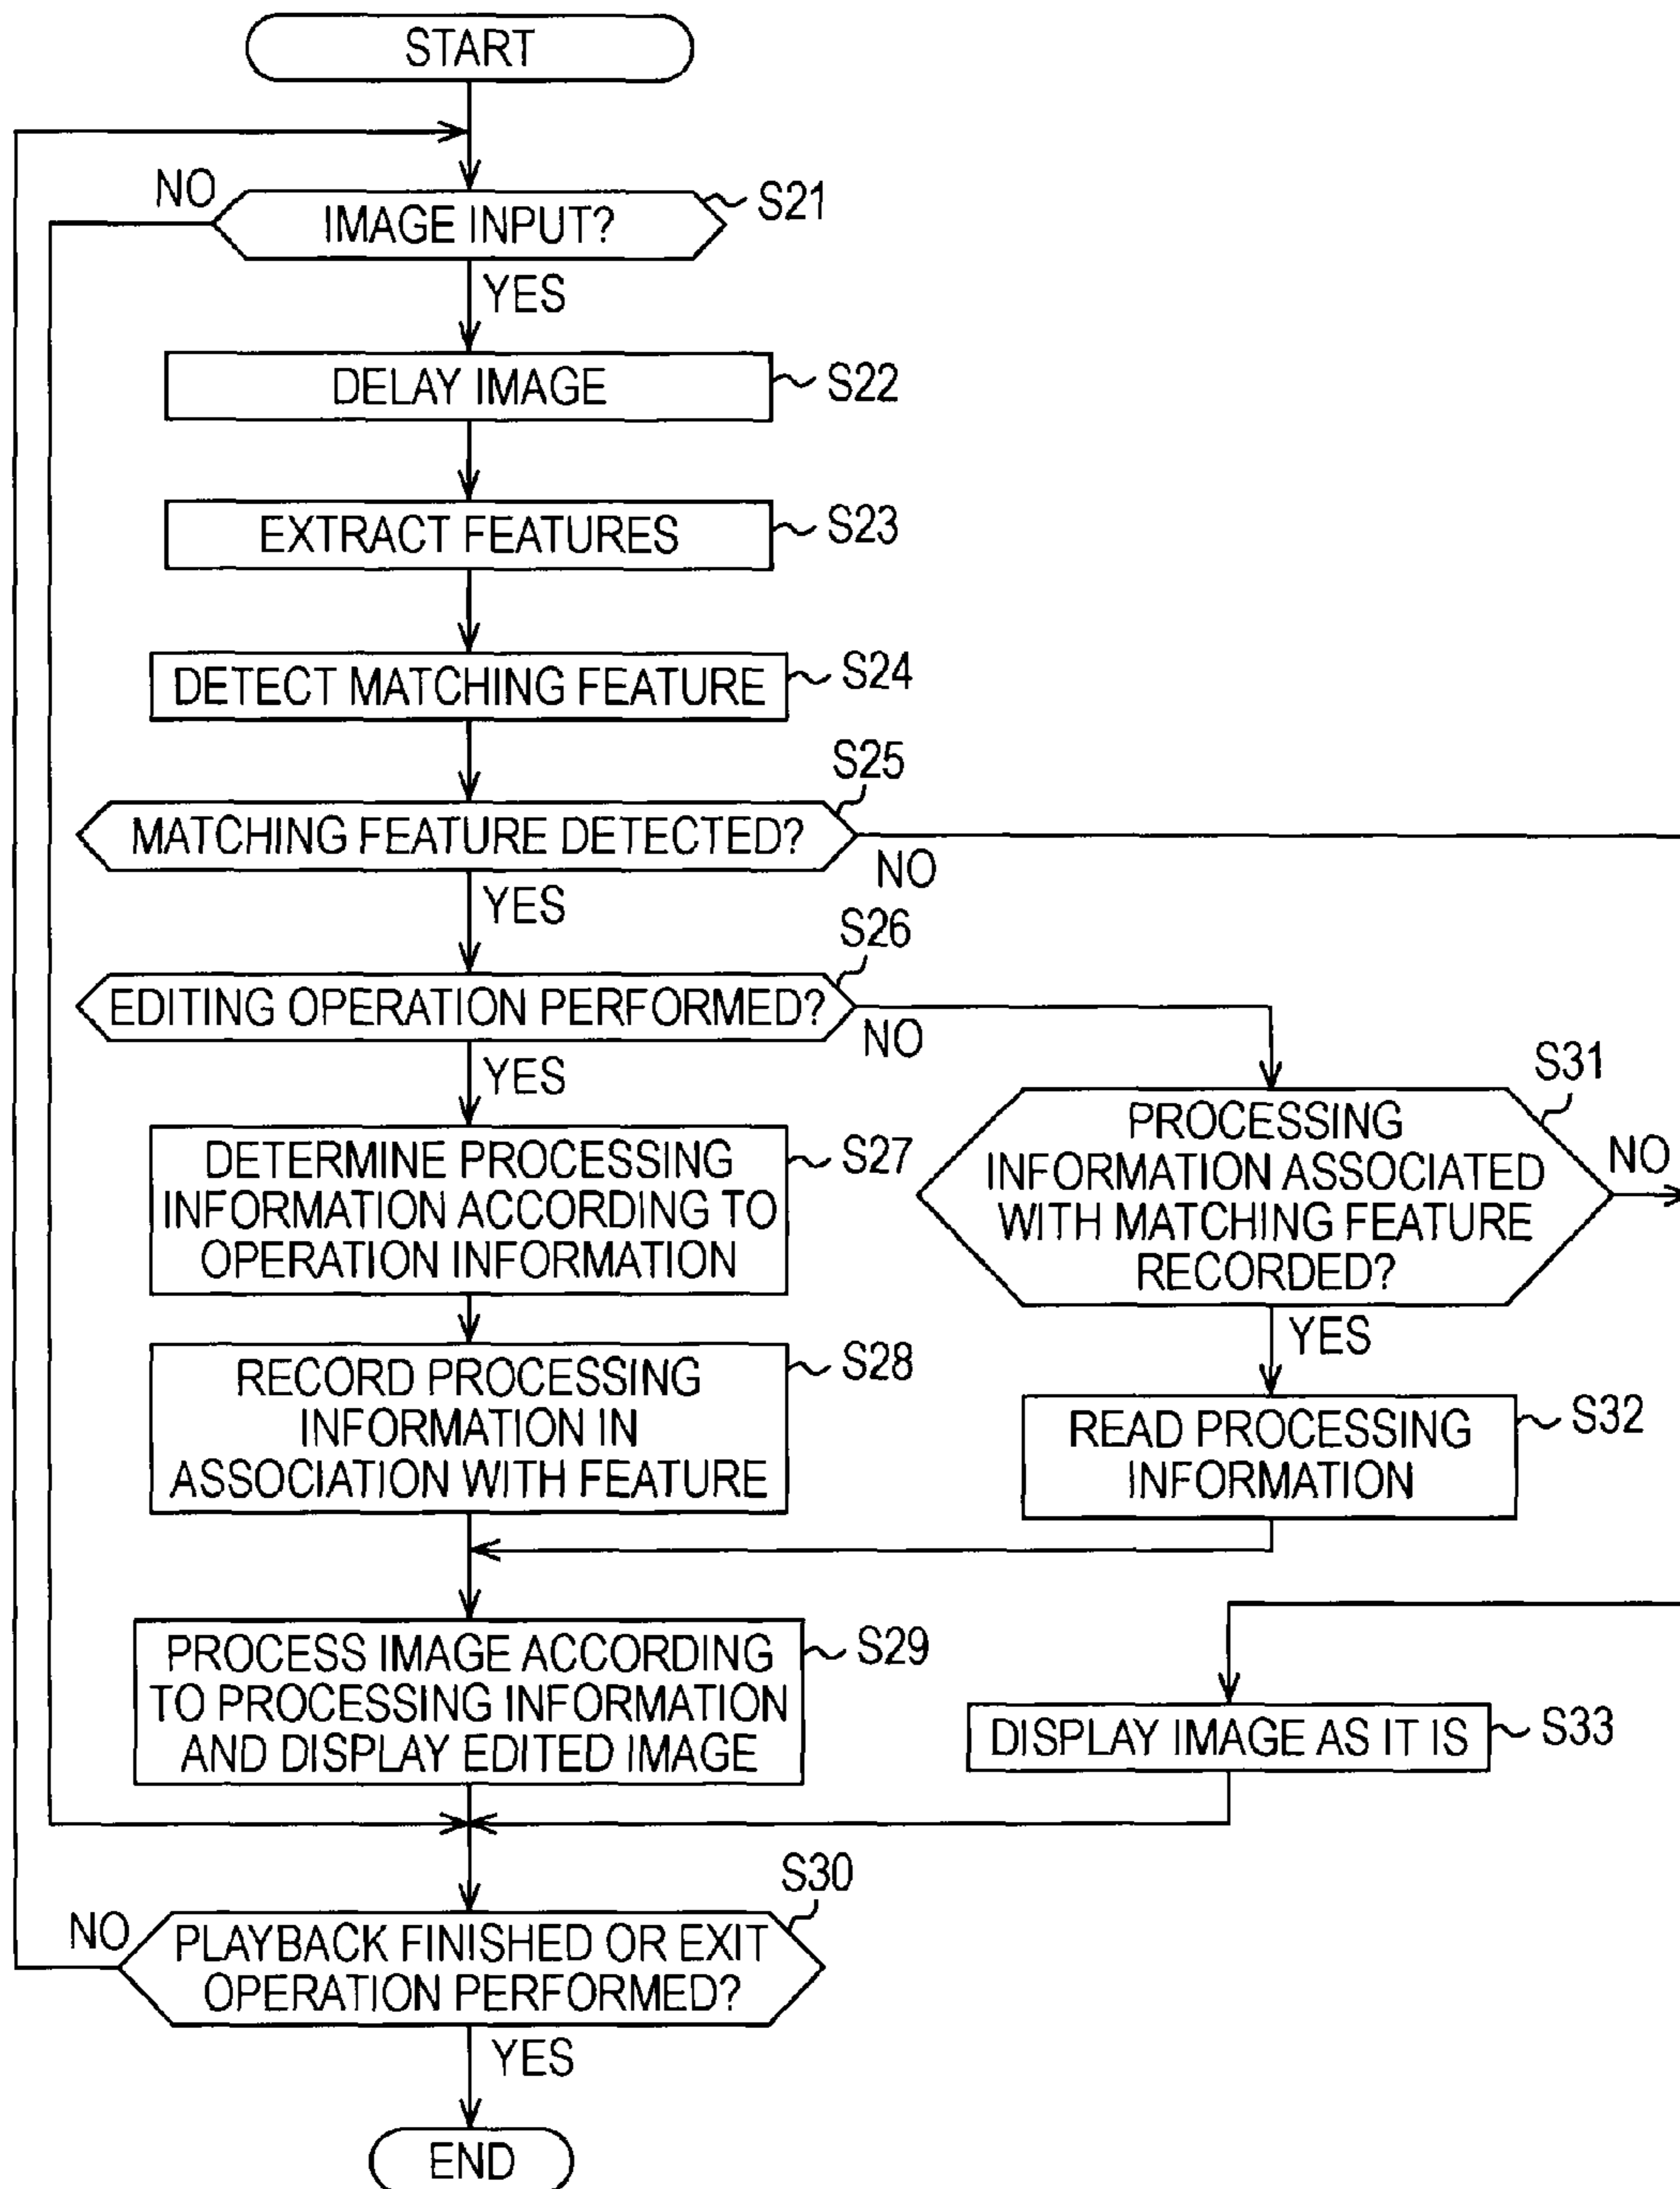 START
NO
IMAGE INPUT?
S21
YES
DELAY IMAGE
S22
EXTRACT FEATURES
S23
DETECT MATCHING FEATURE
S24
S25
MATCHING FEATURE DETECTED?
NO
YES
S26
EDITING OPERATION PERFORMED?
NO
YES
S31
PROCESSING
INFORMATION ASSOCIATED
WITH MATCHING FEATURE
RECORDED?
NO
YES
DETERMINE PROCESSING
INFORMATION ACCORDING TO
OPERATION INFORMATION
S27
RECORD PROCESSING
INFORMATION IN
ASSOCIATION WITH FEATURE
S28
READ PROCESSING
INFORMATION
S32
PROCESS IMAGE ACCORDING
TO PROCESSING INFORMATION
AND DISPLAY EDITED IMAGE
S29
DISPLAY IMAGE AS IT IS
S33
S30
NO
PLAYBACK FINISHED OR EXIT
OPERATION PERFORMED?
YES
END